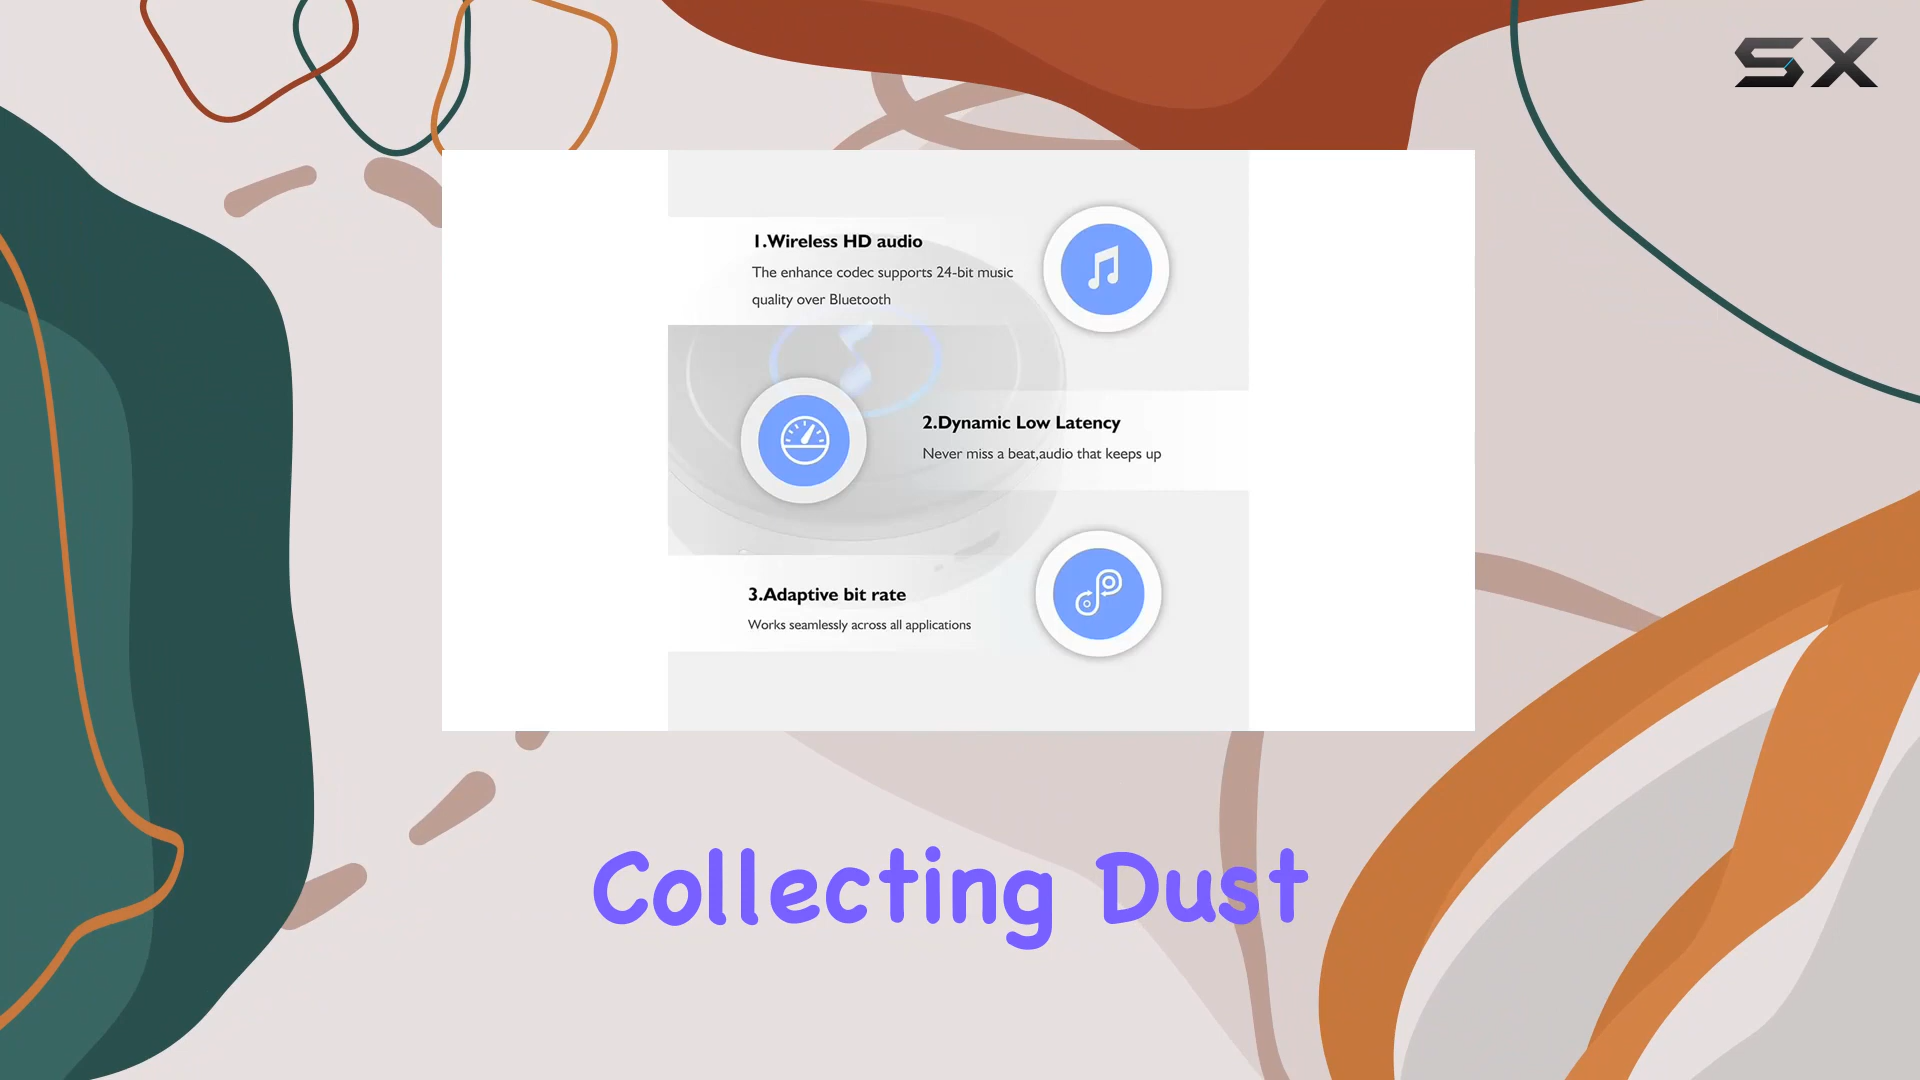 SX
1.Wireless HD audio
The enhance codec supports 24-bit music
quality over Bluetooth
2.Dynamic Low Latency
Never miss a beat,audio that keeps up
3.Adaptive bit rate
Works seamlessly across all applications
Collecting Dust